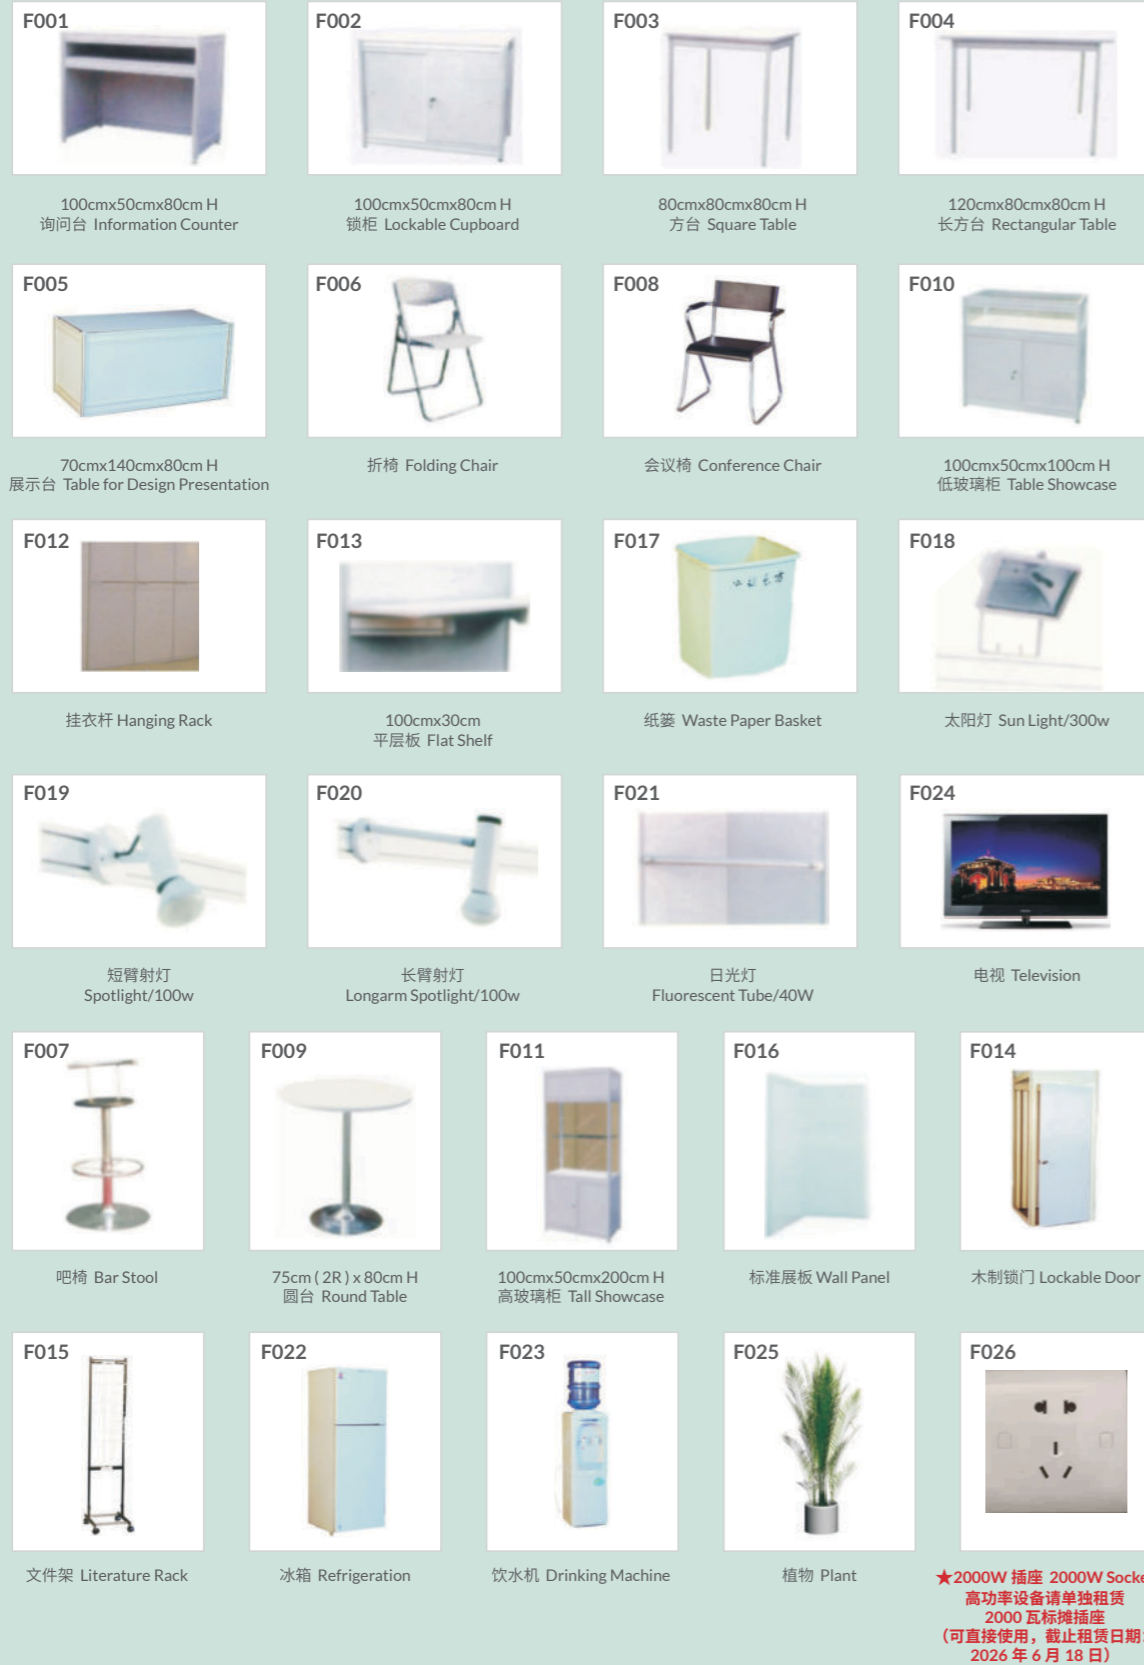 F001
F002
F003
F004
100cmx50cmx80cm H
询问台 Information Counter
100cmx50cmx80cm H
锁柜 Lockable Cupboard
80cmx80cmx80cm H
方台 Square Table
120cmx80cmx80cm H
长方台 Rectangular Table
F005
F006
F008
F010
70cmx140cmx80cm H
展示台 Table for Design Presentation
折椅 Folding Chair
会议椅 Conference Chair
100cmx50cmx100cm H
低玻璃柜 Table Showcase
F012
F013
F017
F018
挂衣杆 Hanging Rack
100cmx30cm
平层板 Flat Shelf
纸篓 Waste Paper Basket
太阳灯 Sun Light/300w
F019
F020
F021
F024
短臂射灯
Spotlight/100w
长臂射灯
Longarm Spotlight/100w
日光灯
Fluorescent Tube/40W
电视 Television
F007
F009
F011
F016
F014
吧椅 Bar Stool
75cm ( 2R ) x 80cm H
圆台 Round Table
100cmx50cmx200cm H
高玻璃柜 Tall Showcase
标准展板 Wall Panel
木制锁门 Lockable Door
F015
F022
F023
F025
F026
文件架 Literature Rack
冰箱 Refrigeration
饮水机 Drinking Machine
植物 Plant
★2000W 插座 2000W Socke
高功率设备请单独租赁
2000 瓦标摊插座
（可直接使用，截止租赁日期：
2026 年 6 月 18 日）